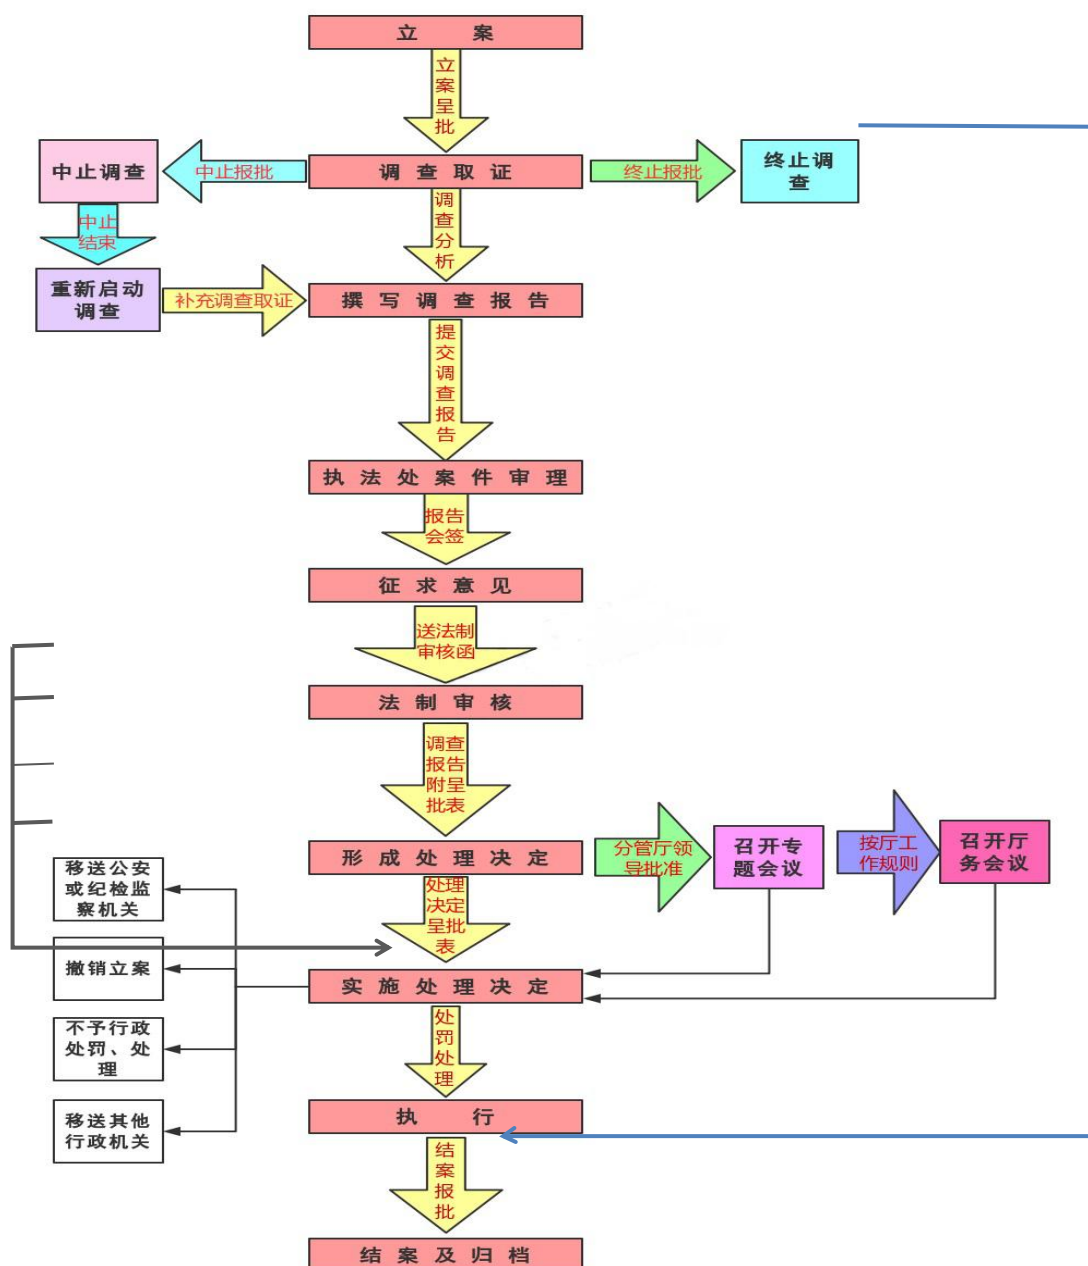 立 案
立
案
呈
批
中止调查
中止报批
调 查 取 证
终止报批
终止调
查
调
查
分
析
中止
结束
重新启动
调查
补充调查取证
撰 写 调 查 报 告
提
交
调
查
报
告
执 法 处 案 件 审 理
报告
会签
征 求 意 见
送法制
审核函
法 制 审 核
调查
报告
附呈
批表
形 成 处 理 决 定
分管厅领
导批准
召开专
题会议
按厅工
作规则
召开厅
务会议
处理
决定
呈批
表
移送公安
或纪检监
察机关
撤销立案
实 施 处 理 决 定
不予行政
处罚、处
理
处
罚
处
理
移送其他
行政机关
执 行
结
案
报
批
结 案 及 归 档